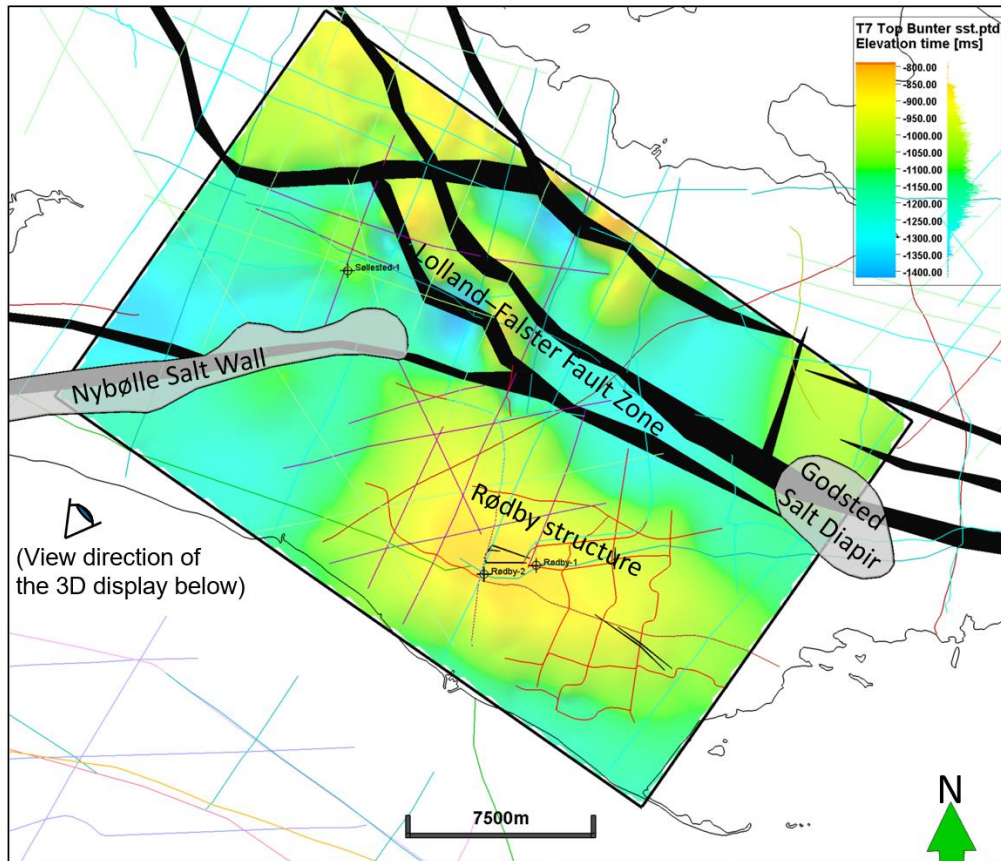 T7 Top Bunter sst.ptd
Elevation time [ms]
-800.00
-850.00
-900.00
-950.00
-1000.00
-1050.00
-1100.00
-1150.00
-1200.00
-1250.00
-1300.00
-1350.00
-1400.00
Søllested-1
Lolland–Falster Fault Zone
Nybølle Salt Wall
Godsted
Salt Diapir
Rødby structure
Rødby-1
Rødby-2
(View direction of
the 3D display below)
7500m
N